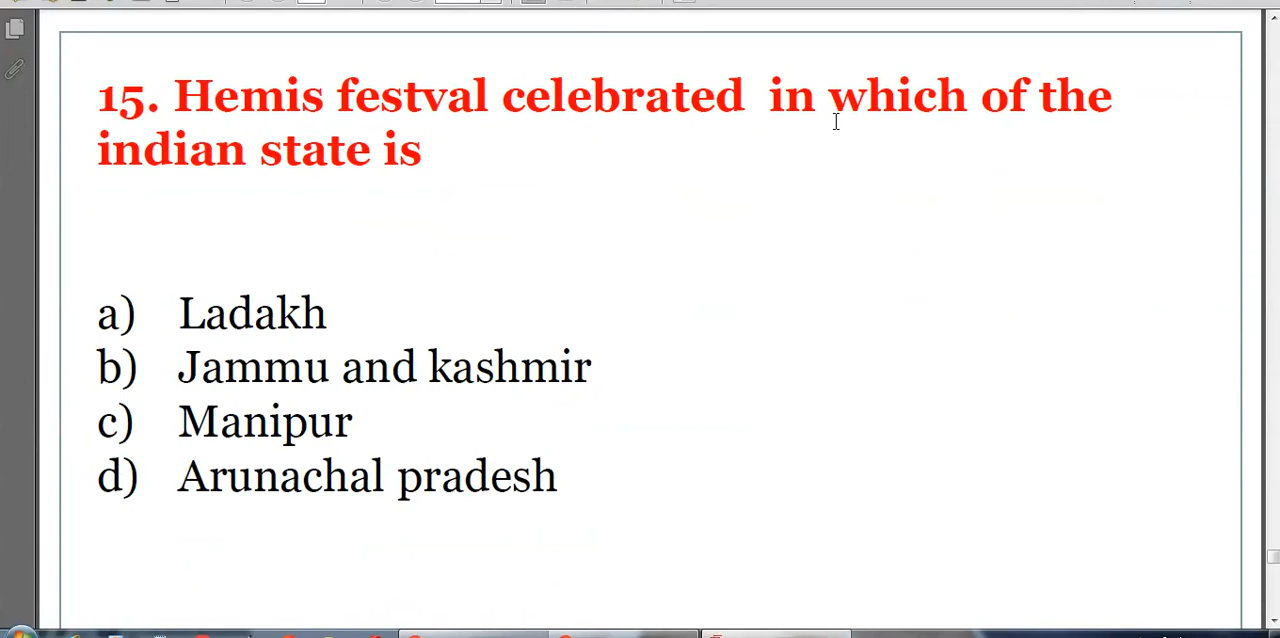 15. Hemis festval celebrated in which of the
indian state is
a) Ladakh
b) Jammu and kashmir
c) Manipur
d) Arunachal pradesh